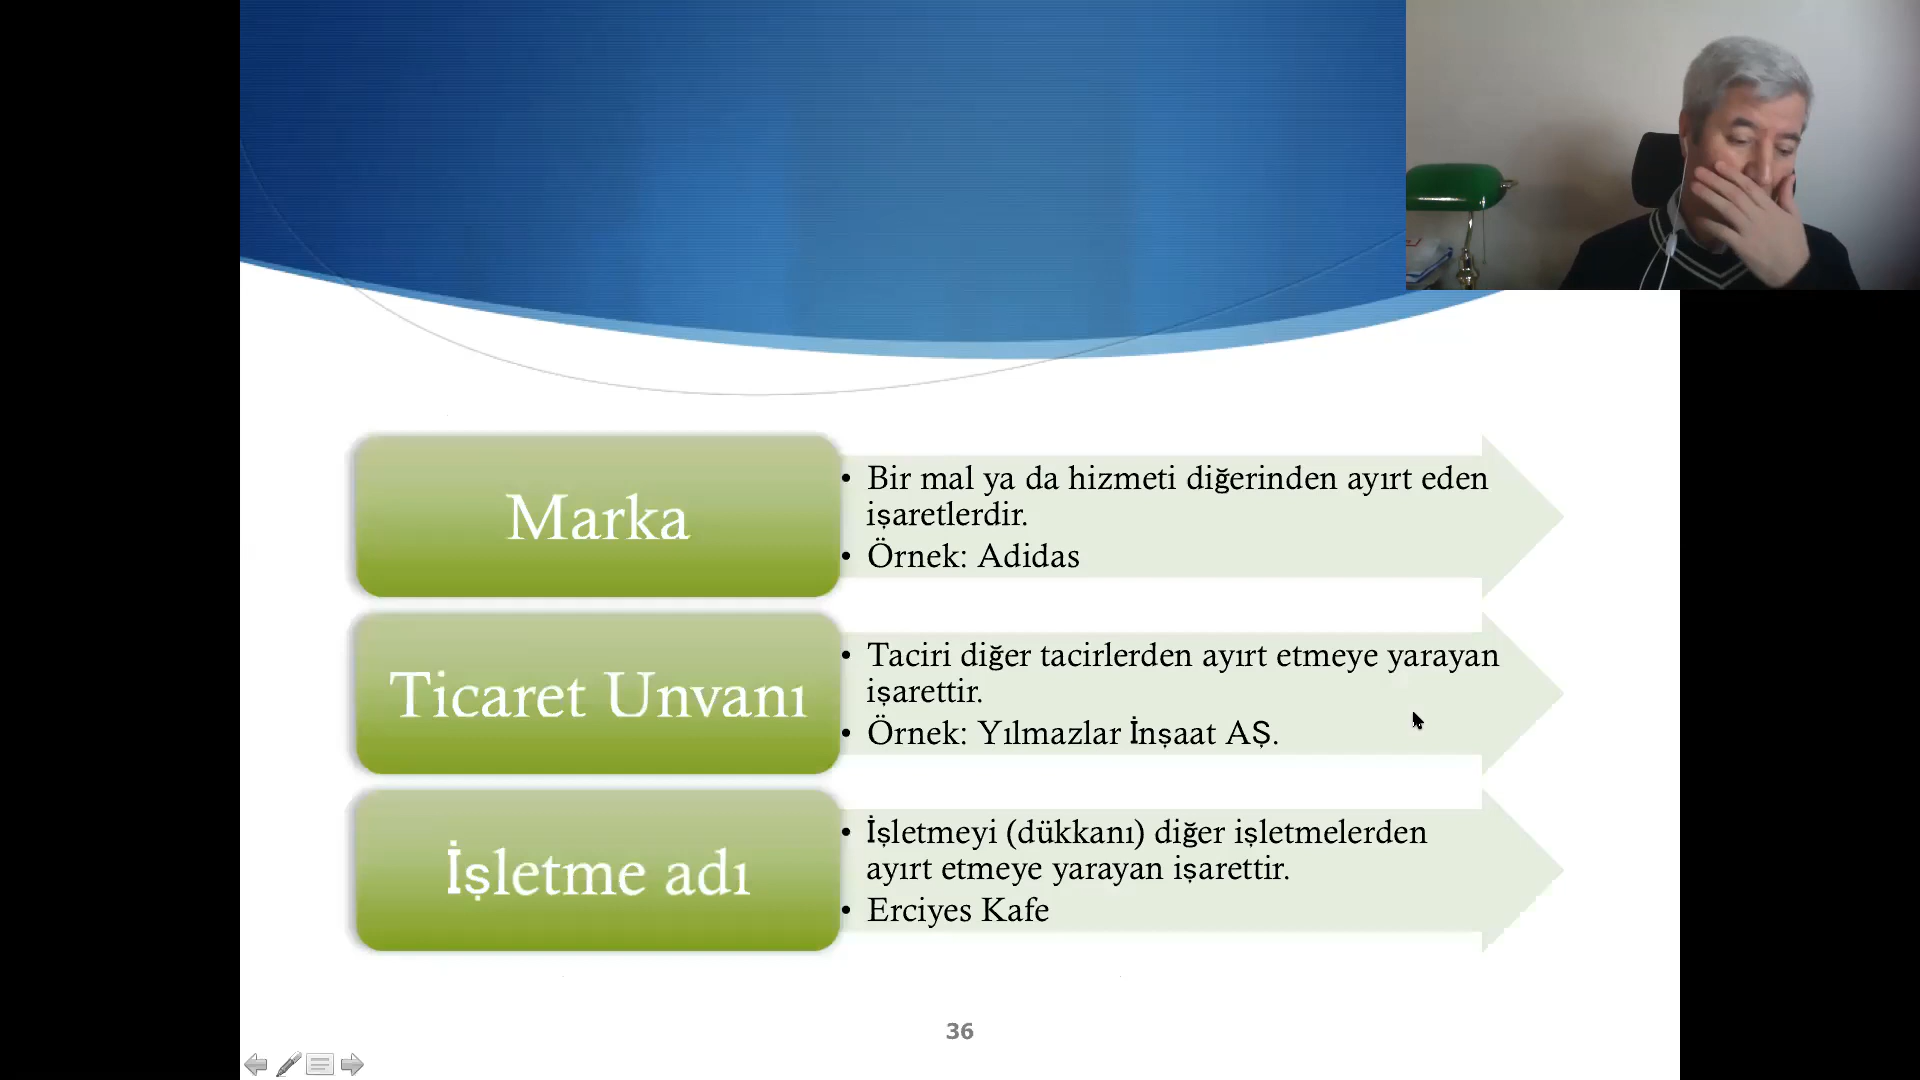 Marka
• Bir mal ya da hizmeti diğerinden ayırt eden
işaretlerdir.
• Örnek: Adidas
Ticaret Unvanı
• Taciri diğer tacirlerden ayırt etmeye yarayan
işarettir.
• Örnek: Yılmazlar İnşaat AŞ.
İşletme adı
• İşletmeyi (dükkanı) diğer işletmelerden
ayırt etmeye yarayan işarettir.
• Erciyes Kafe
36